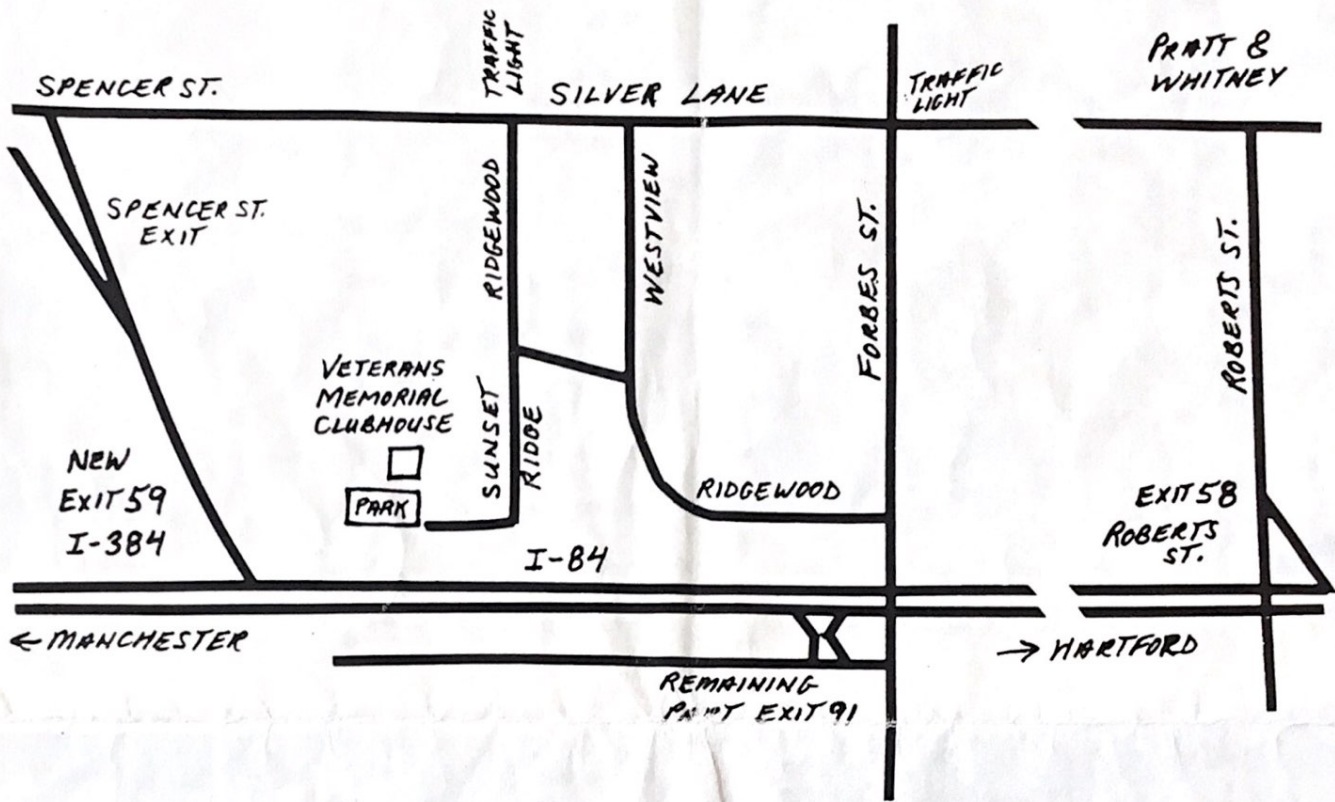 SPENCER ST.
TRAFFIC
LIGHT
SILVER LANE
TRAFFIC
LIGHT
PRATT &
WHITNEY
SPENCER ST.
EXIT
RIDGEWOOD
WESTVIEW
FORBES ST.
ROBERTS ST.
VETERANS
MEMORIAL
CLUBHOUSE
SUNSET
RIDGE
PARK
NEW
EXIT 59
I-384
RIDGEWOOD
EXIT 58
ROBERTS
ST.
I-84
← MANCHESTER
→ HARTFORD
REMAINING
EXIT 91